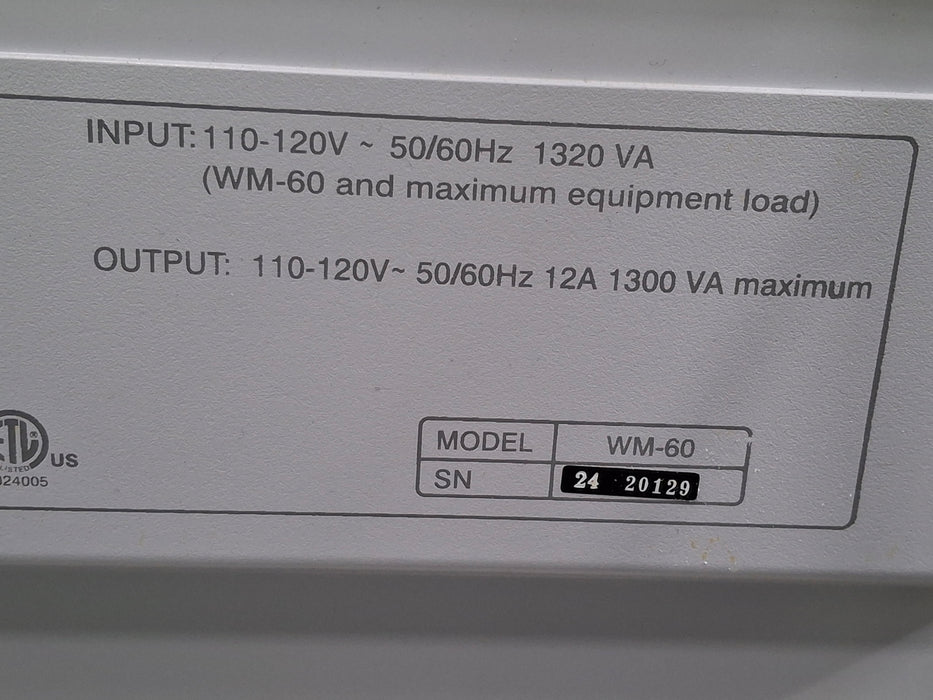 INPUT: 110-120V ~ 50/60Hz 1320 VA
(WM-60 and maximum equipment load)
OUTPUT: 110-120V~ 50/60Hz 12A 1300 VA maximum
US
24005
MODEL WM-60
SN 24 20129